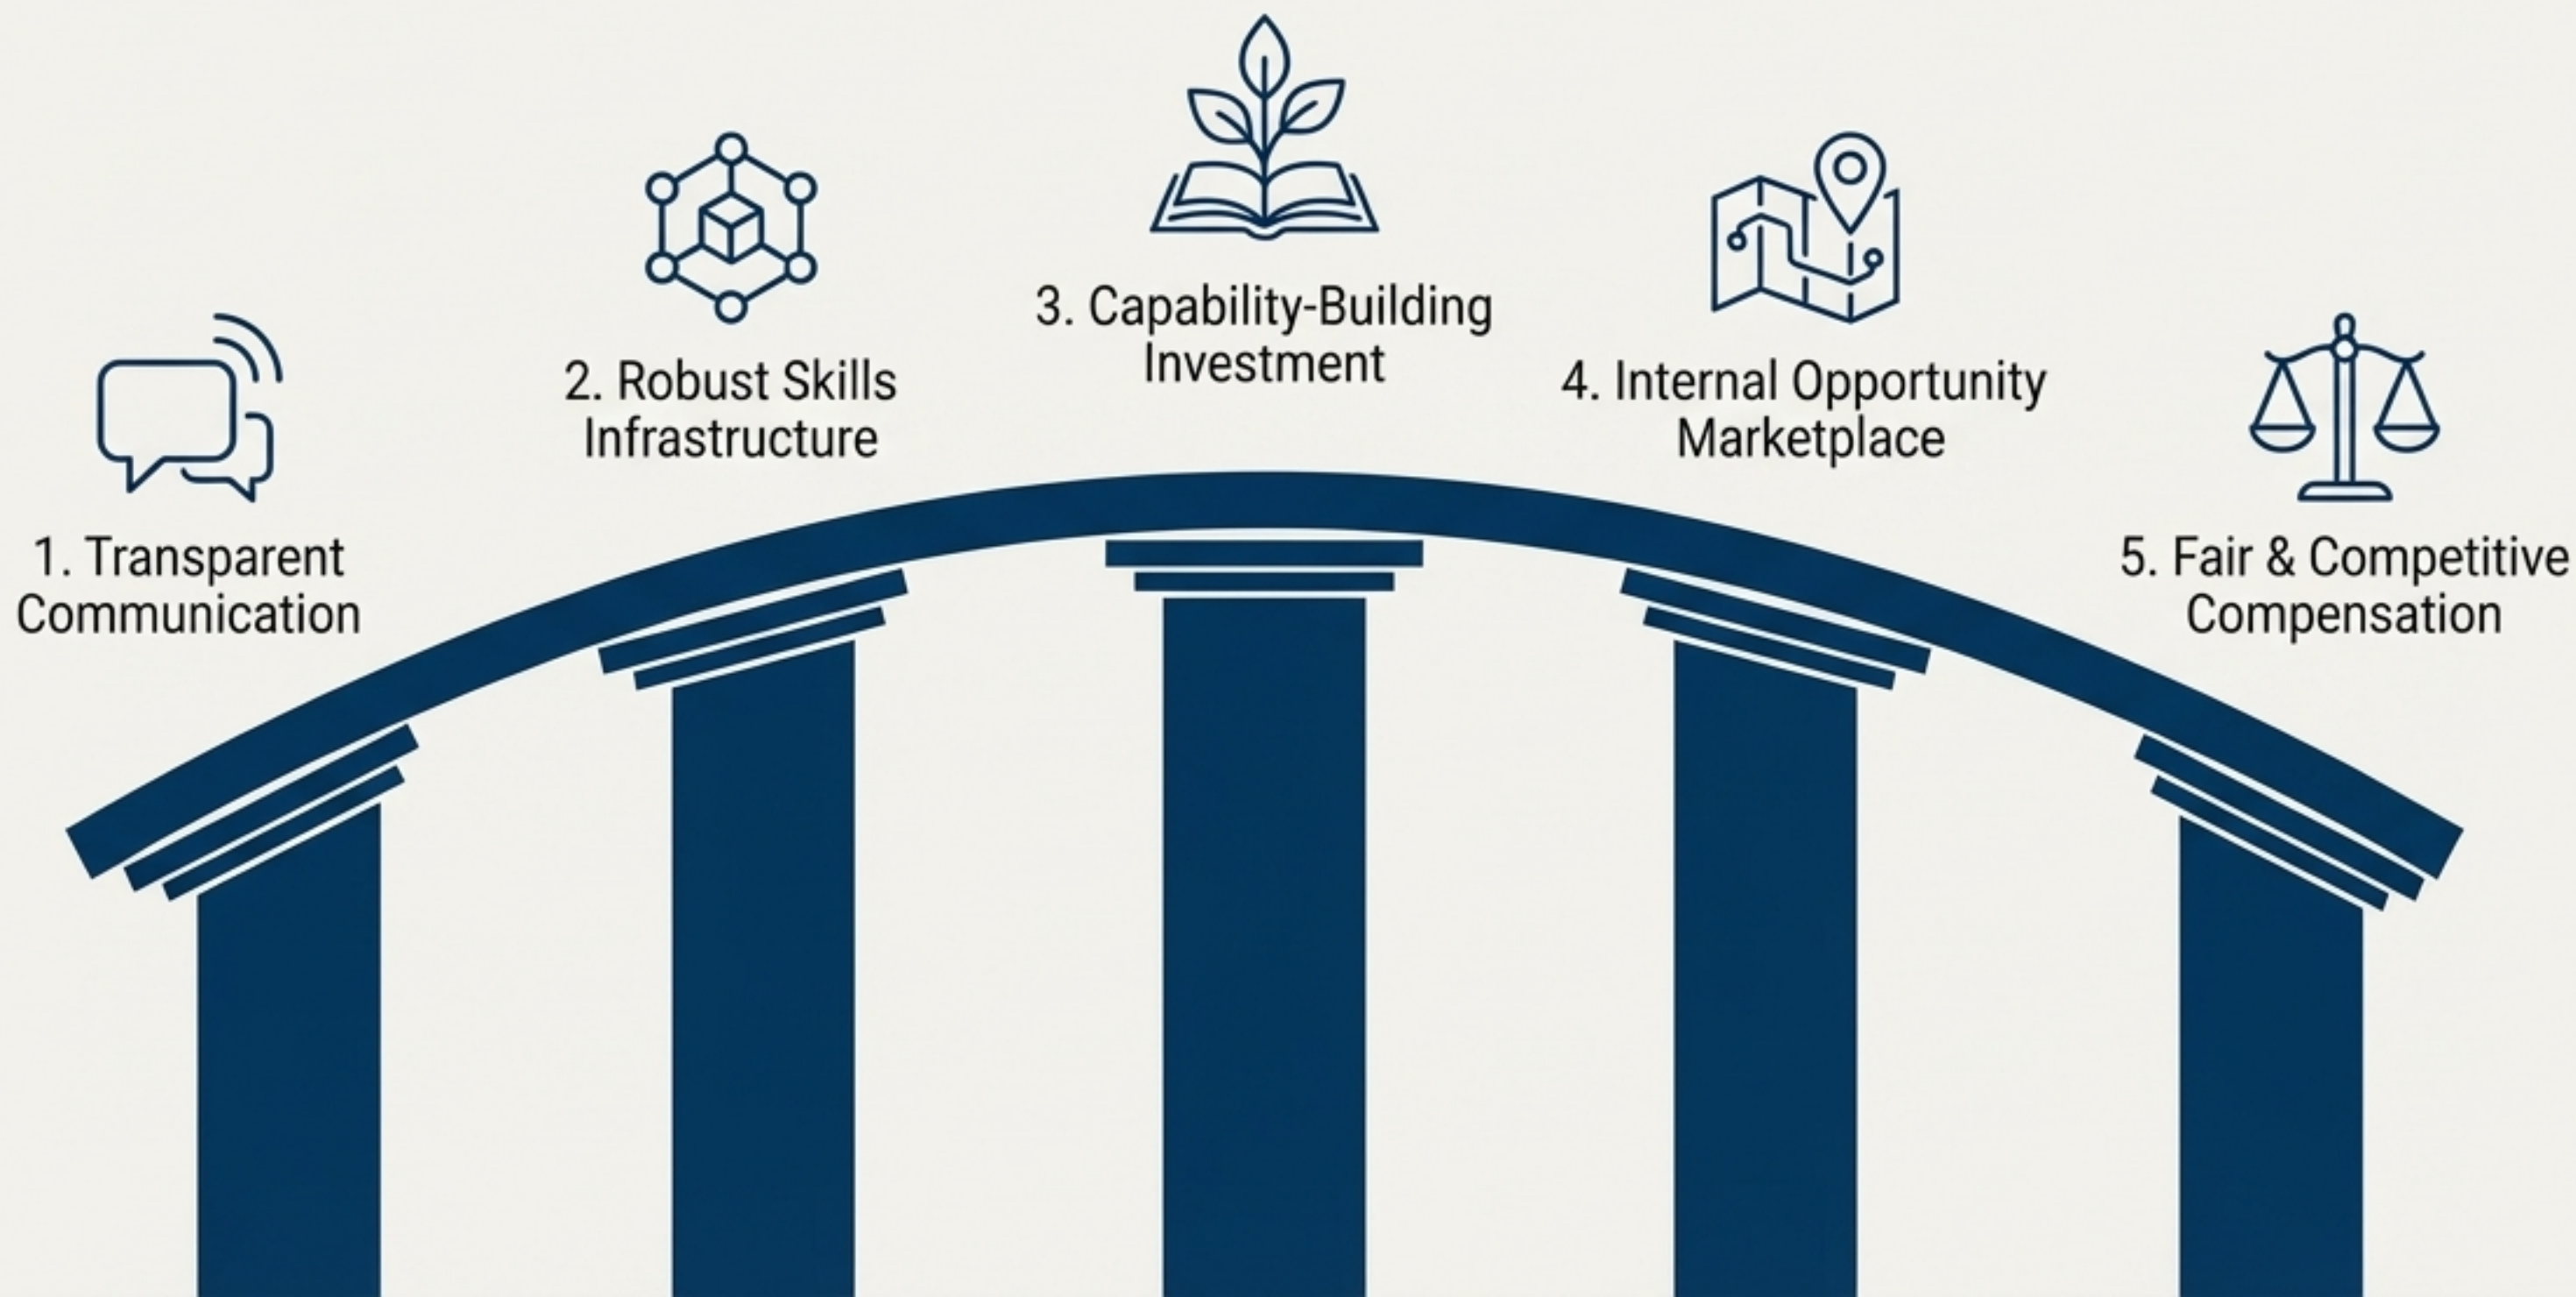 1. Transparent
Communication
2. Robust Skills
Infrastructure
3. Capability-Building
Investment
4. Internal Opportunity
Marketplace
5. Fair & Competitive
Compensation